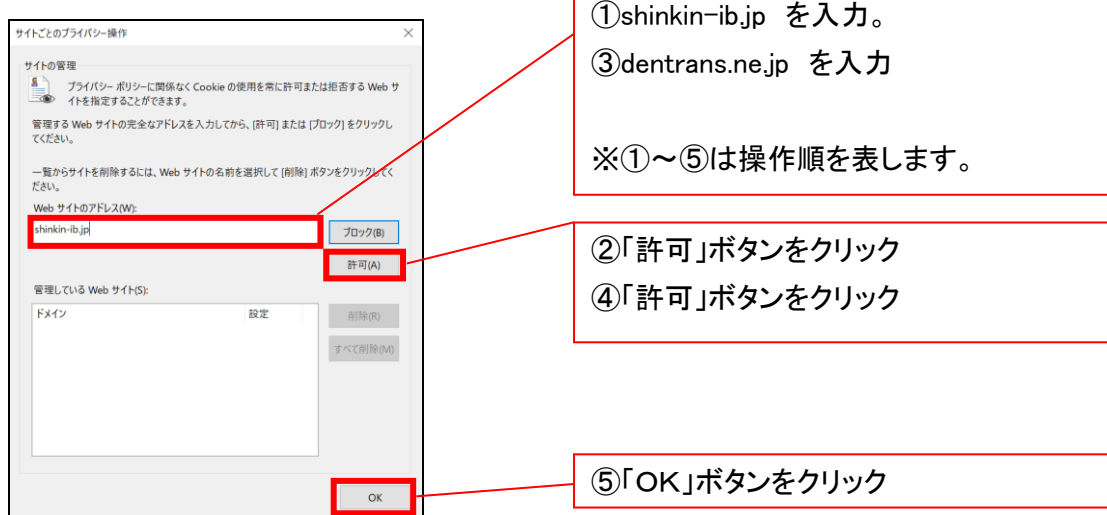 サイトごとのプライバシー操作
サイトの管理
プライバシー ポリシーに関係なく Cookie の使用を常に許可または拒否する Web サ
イトを指定することができます。
管理する Web サイトの完全なアドレスを入力してから、[許可] または [ブロック] をクリックし
てください。
一覧からサイトを削除するには、Web サイトの名前を選択して [削除] ボタンをクリックしてく
ださい。
Web サイトのアドレス(W):
shinkin-ib.jp
ブロック(B)
許可(A)
管理している Web サイト(S):
ドメイン 設定
削除(R)
すべて削除(M)
OK
①shinkin-ib.jp を入力。
③dentrans.ne.jp を入力
※①～⑤は操作順を表します。
②「許可」ボタンをクリック
④「許可」ボタンをクリック
⑤「ＯＫ」ボタンをクリック